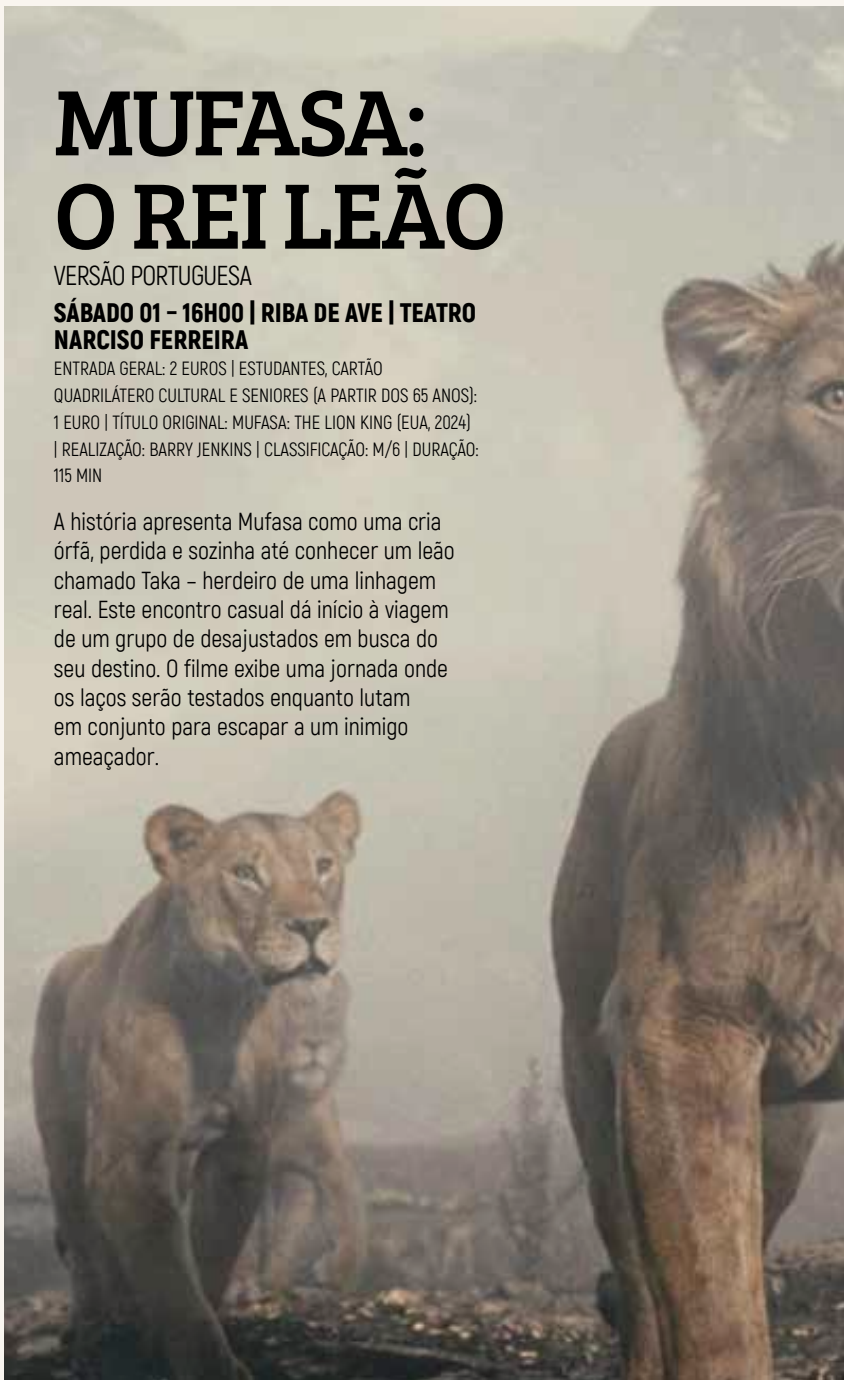 MUFASA:
O REI LEÃO
VERSÃO PORTUGUESA
SÁBADO 01 – 16H00 | RIBA DE AVE | TEATRO
NARCISO FERREIRA
ENTRADA GERAL: 2 EUROS | ESTUDANTES, CARTÃO
QUADRILÁTERO CULTURAL E SENIORES (A PARTIR DOS 65 ANOS):
1 EURO | TÍTULO ORIGINAL: MUFASA: THE LION KING (EUA, 2024)
| REALIZAÇÃO: BARRY JENKINS | CLASSIFICAÇÃO: M/6 | DURAÇÃO:
115 MIN
A história apresenta Mufasa como uma cria
órfã, perdida e sozinha até conhecer um leão
chamado Taka – herdeiro de uma linhagem
real. Este encontro casual dá início à viagem
de um grupo de desajustados em busca do
seu destino. O filme exibe uma jornada onde
os laços serão testados enquanto lutam
em conjunto para escapar a um inimigo
ameaçador.